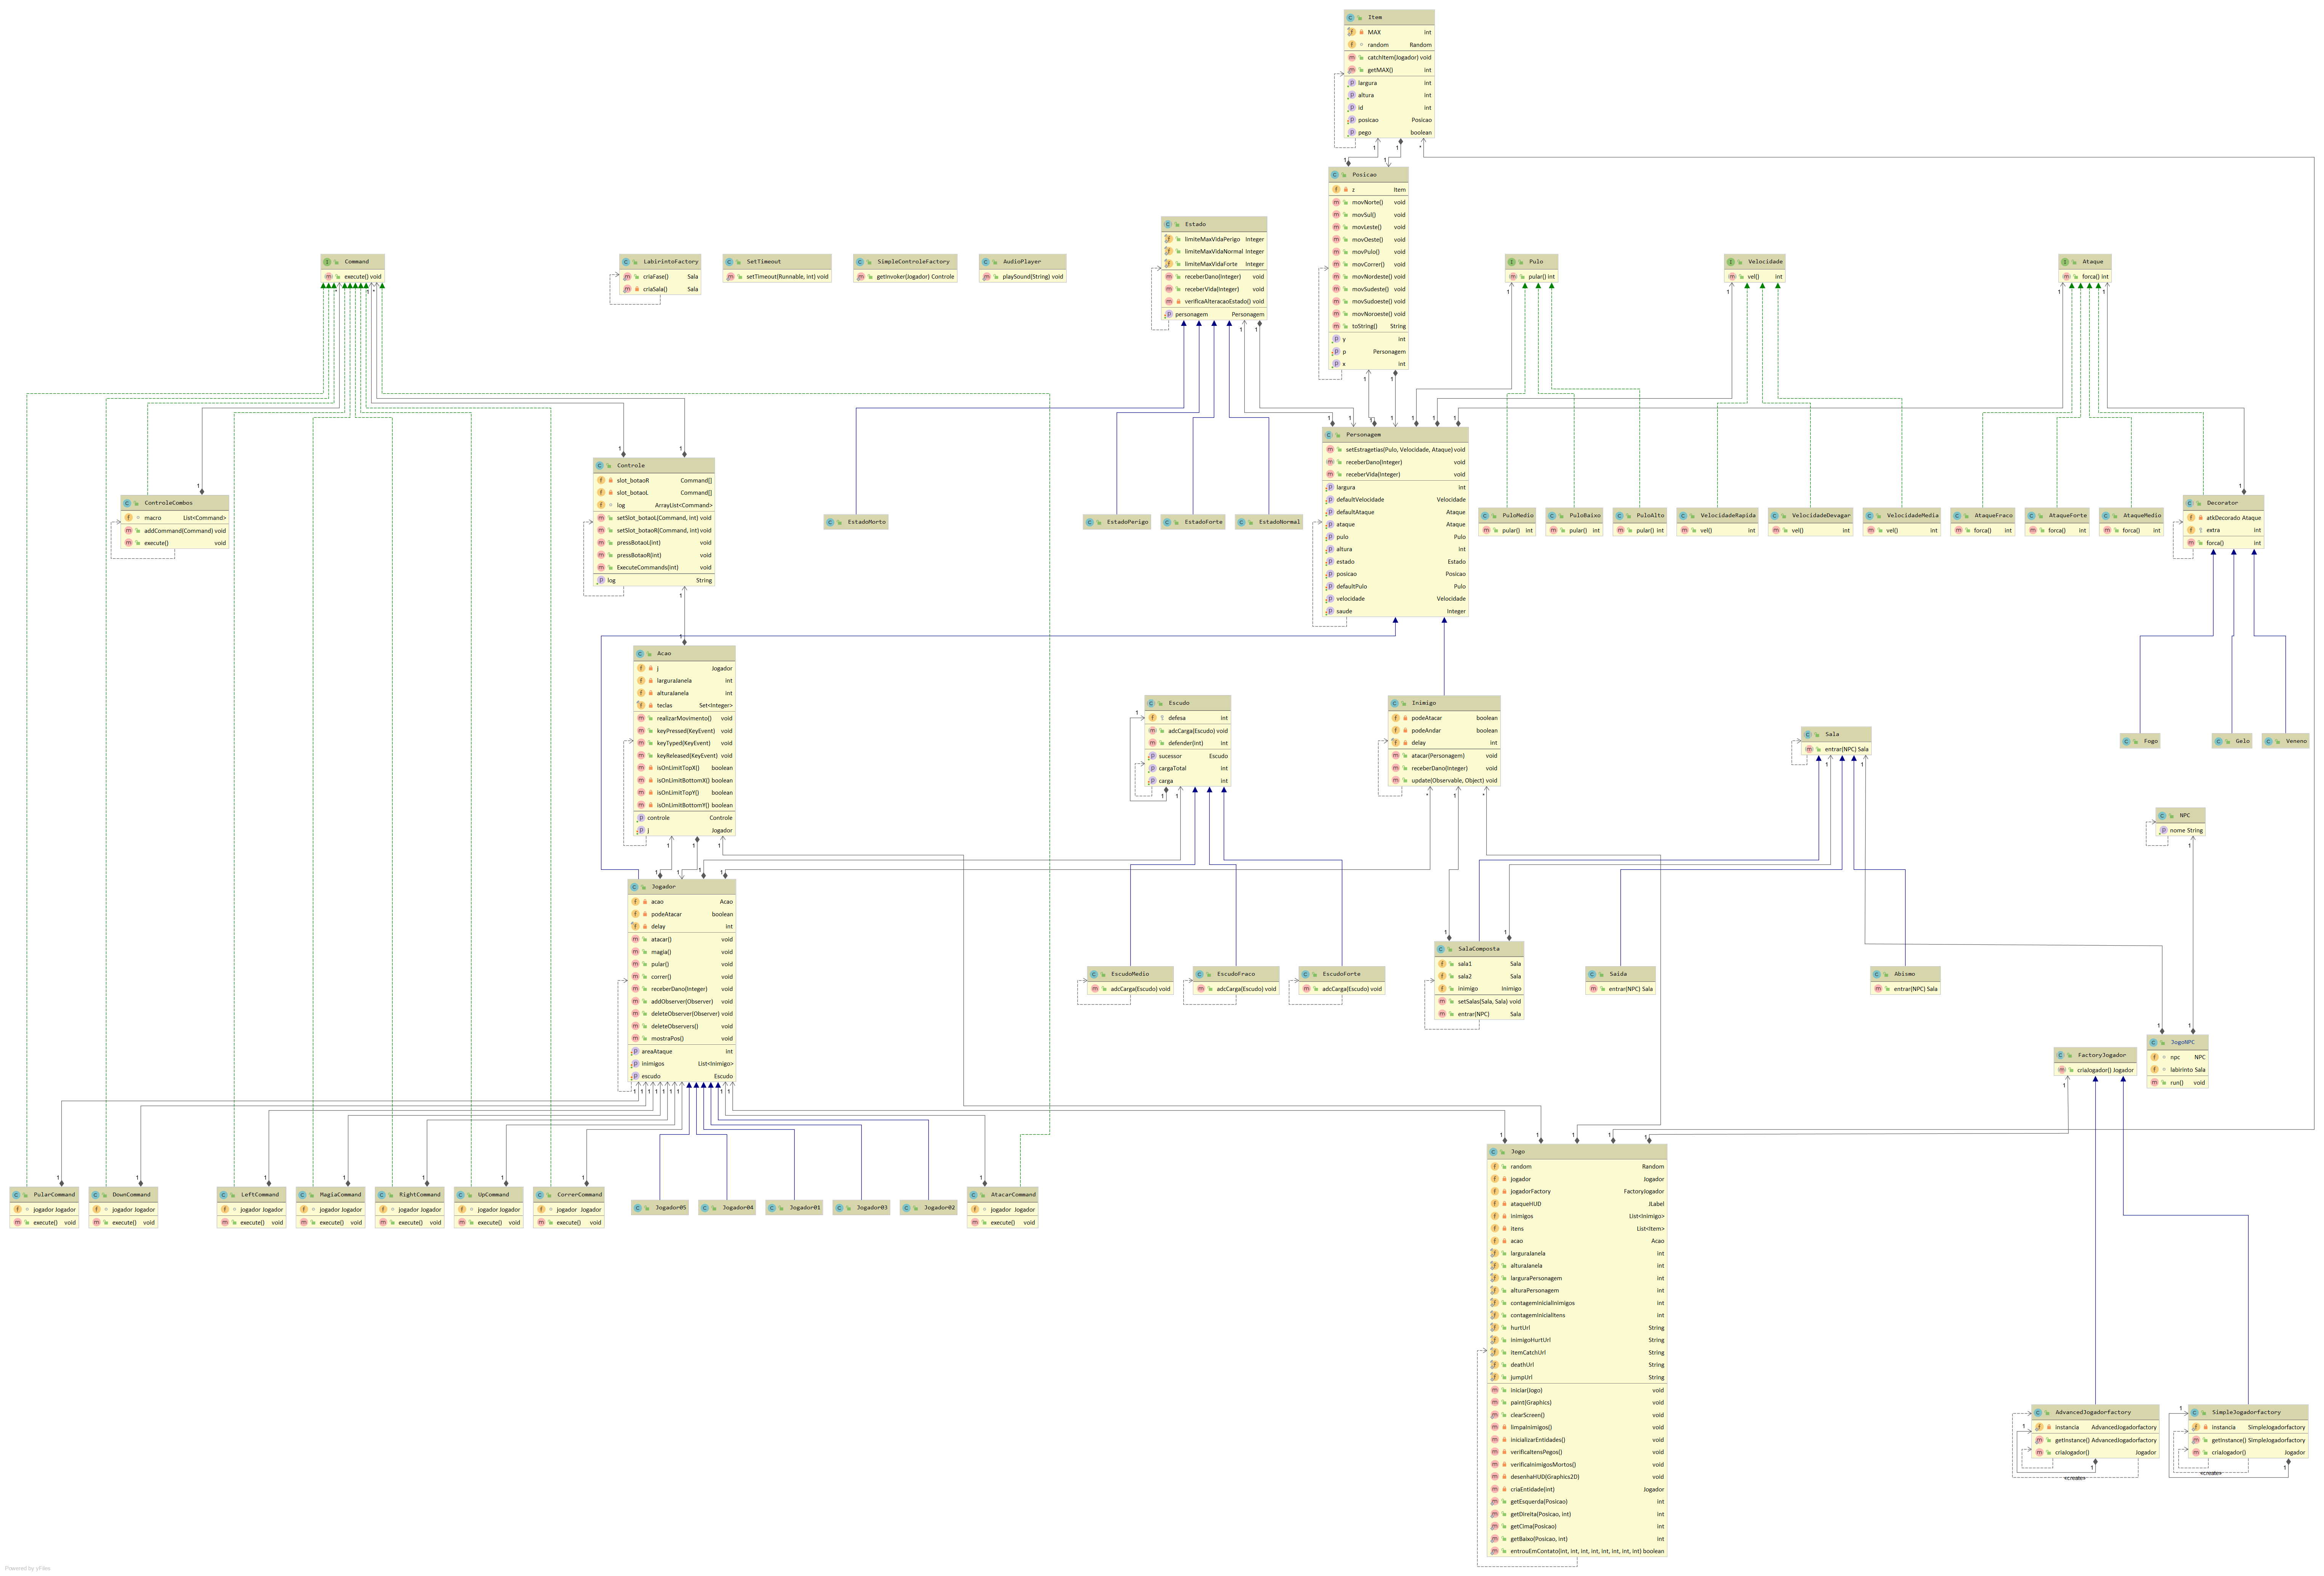 Item
MAX int
random Random
catchItem(Jogador) void
getMAX() int
largura int
altura int
id int
posicao Posicao
pego boolean
Posicao
z Item
movNorte() void
movSul() void
movLeste() void
movOeste() void
movPulo() void
movCorrer() void
movNordeste() void
movSudeste() void
movSudoeste() void
movNoroeste() void
toString() String
y int
p Personagem
x int
Estado
limiteMaxVidaPerigo Integer
limiteMaxVidaNormal Integer
limiteMaxVidaForte Integer
receberDano(Integer) void
receberVida(Integer) void
verificaAlteracaoEstado() void
personagem Personagem
Command
execute() void
LabirintoFactory
criaFase() Sala
criaSala() Sala
SetTimeout
setTimeout(Runnable, int) void
SimpleControleFactory
getInvoker(Jogador) Controle
AudioPlayer
playSound(String) void
Pulo
pular() int
Velocidade
vel() int
Ataque
forca() int
Personagem
setEstragetias(Pulo, Velocidade, Ataque) void
receberDano(Integer) void
receberVida(Integer) void
largura int
defaultVelocidade Velocidade
defaultAtaque Ataque
ataque Ataque
pulo Pulo
altura int
estado Estado
posicao Posicao
defaultPulo Pulo
velocidade Velocidade
saude Integer
Controle
slot_botaoR Command[]
slot_botaoL Command[]
log ArrayList<Command>
setSlot_botaoL(Command, int) void
setSlot_botaoR(Command, int) void
pressBotaoL(int) void
pressBotaoR(int) void
ExecuteCommands(int) void
log String
ControleCombos
macro List<Command>
addCommand(Command) void
execute() void
EstadoMorto
EstadoPerigo
EstadoForte
EstadoNormal
PuloMedio
pular() int
PuloBaixo
pular() int
PuloAlto
pular() int
VelocidadeRapida
vel() int
VelocidadeDevagar
vel() int
VelocidadeMedia
vel() int
AtaqueFraco
forca() int
AtaqueForte
forca() int
AtaqueMedio
forca() int
Decorator
atkDecorado Ataque
extra int
forca() int
Acao
j Jogador
larguraJanela int
alturaJanela int
teclas Set<Integer>
realizarMovimento() void
keyPressed(KeyEvent) void
keyTyped(KeyEvent) void
keyReleased(KeyEvent) void
isOnLimitTopX() boolean
isOnLimitBottomX() boolean
isOnLimitTopY() boolean
isOnLimitBottomY() boolean
controle Controle
j Jogador
Escudo
defesa int
adcCarga(Escudo) void
defender(int) int
sucessor Escudo
cargaTotal int
carga int
Inimigo
podeAtacar boolean
podeAndar boolean
delay int
atacar(Personagem) void
receberDano(Integer) void
update(Observable, Object) void
Sala
entrar(NPC) Sala
Fogo
Gelo
Veneno
NPC
nome String
Jogador
acao Acao
podeAtacar boolean
delay int
atacar() void
magia() void
pular() void
correr() void
receberDano(Integer) void
addObserver(Observer) void
deleteObserver(Observer) void
deleteObservers() void
mostraPos() void
areaAtaque int
inimigos List<Inimigo>
escudo Escudo
EscudoMedio
adcCarga(Escudo) void
EscudoFraco
adcCarga(Escudo) void
EscudoForte
adcCarga(Escudo) void
SalaComposta
sala1 Sala
sala2 Sala
inimigo Inimigo
setSalas(Sala, Sala) void
entrar(NPC) Sala
Saida
entrar(NPC) Sala
Abismo
entrar(NPC) Sala
JogoNPC
npc NPC
labirinto Sala
run() void
FactoryJogador
criaJogador() Jogador
PularCommand
jogador Jogador
execute() void
DownCommand
jogador Jogador
execute() void
LeftCommand
jogador Jogador
execute() void
MagiaCommand
jogador Jogador
execute() void
RightCommand
jogador Jogador
execute() void
UpCommand
jogador Jogador
execute() void
CorrerCommand
jogador Jogador
execute() void
Jogador05
Jogador04
Jogador01
Jogador03
Jogador02
AtacarCommand
jogador Jogador
execute() void
Jogo
random Random
jogador Jogador
jogadorFactory FactoryJogador
ataqueHUD JLabel
inimigos List<Inimigo>
itens List<Item>
acao Acao
larguraJanela int
alturaJanela int
larguraPersonagem int
alturaPersonagem int
contagemInicialInimigos int
contagemInicialItens int
hurtUrl String
inimigoHurtUrl String
itemCatchUrl String
deathUrl String
jumpUrl String
iniciar(Jogo) void
paint(Graphics) void
clearScreen() void
limpaInimigos() void
inicializarEntidades() void
verificaItensPegos() void
verificaInimigosMortos() void
desenhaHUD(Graphics2D) void
criaEntidade(int) Jogador
getEsquerda(Posicao) int
getDireita(Posicao, int) int
getCima(Posicao) int
getBaixo(Posicao, int) int
entrouEmContato(int, int, int, int, int, int, int, int) boolean
AdvancedJogadorfactory
instancia AdvancedJogadorfactory
getInstance() AdvancedJogadorfactory
criaJogador() Jogador
«create»
SimpleJogadorfactory
instancia SimpleJogadorfactory
getInstance() SimpleJogadorfactory
criaJogador() Jogador
«create»
Powered by yFiles